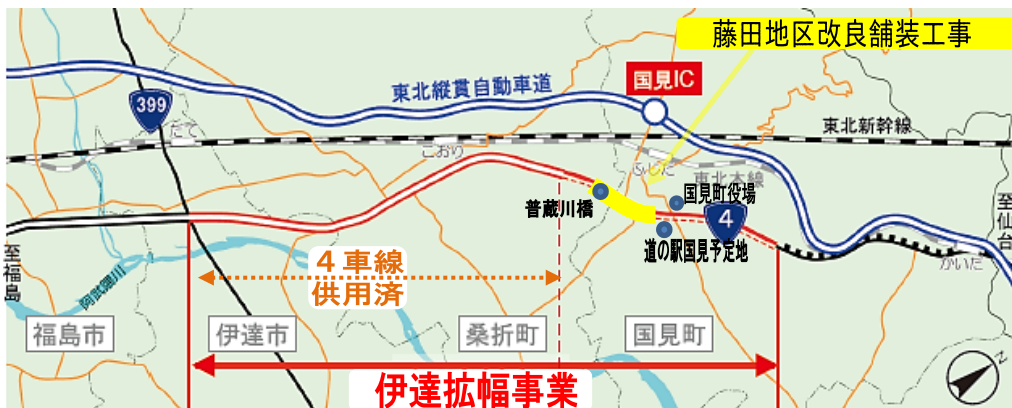 藤田地区改良舗装工事
国見IC
東北縦貫自動車道
399
だて
東北新幹線
こおり
ふじた
東北本線
普蔵川橋
国見町役場
4
道の駅国見予定地
至仙台
至福島
かいだ
阿武隈川
4車線
供用済
福島市
伊達市
桑折町
国見町
伊達拡幅事業
N